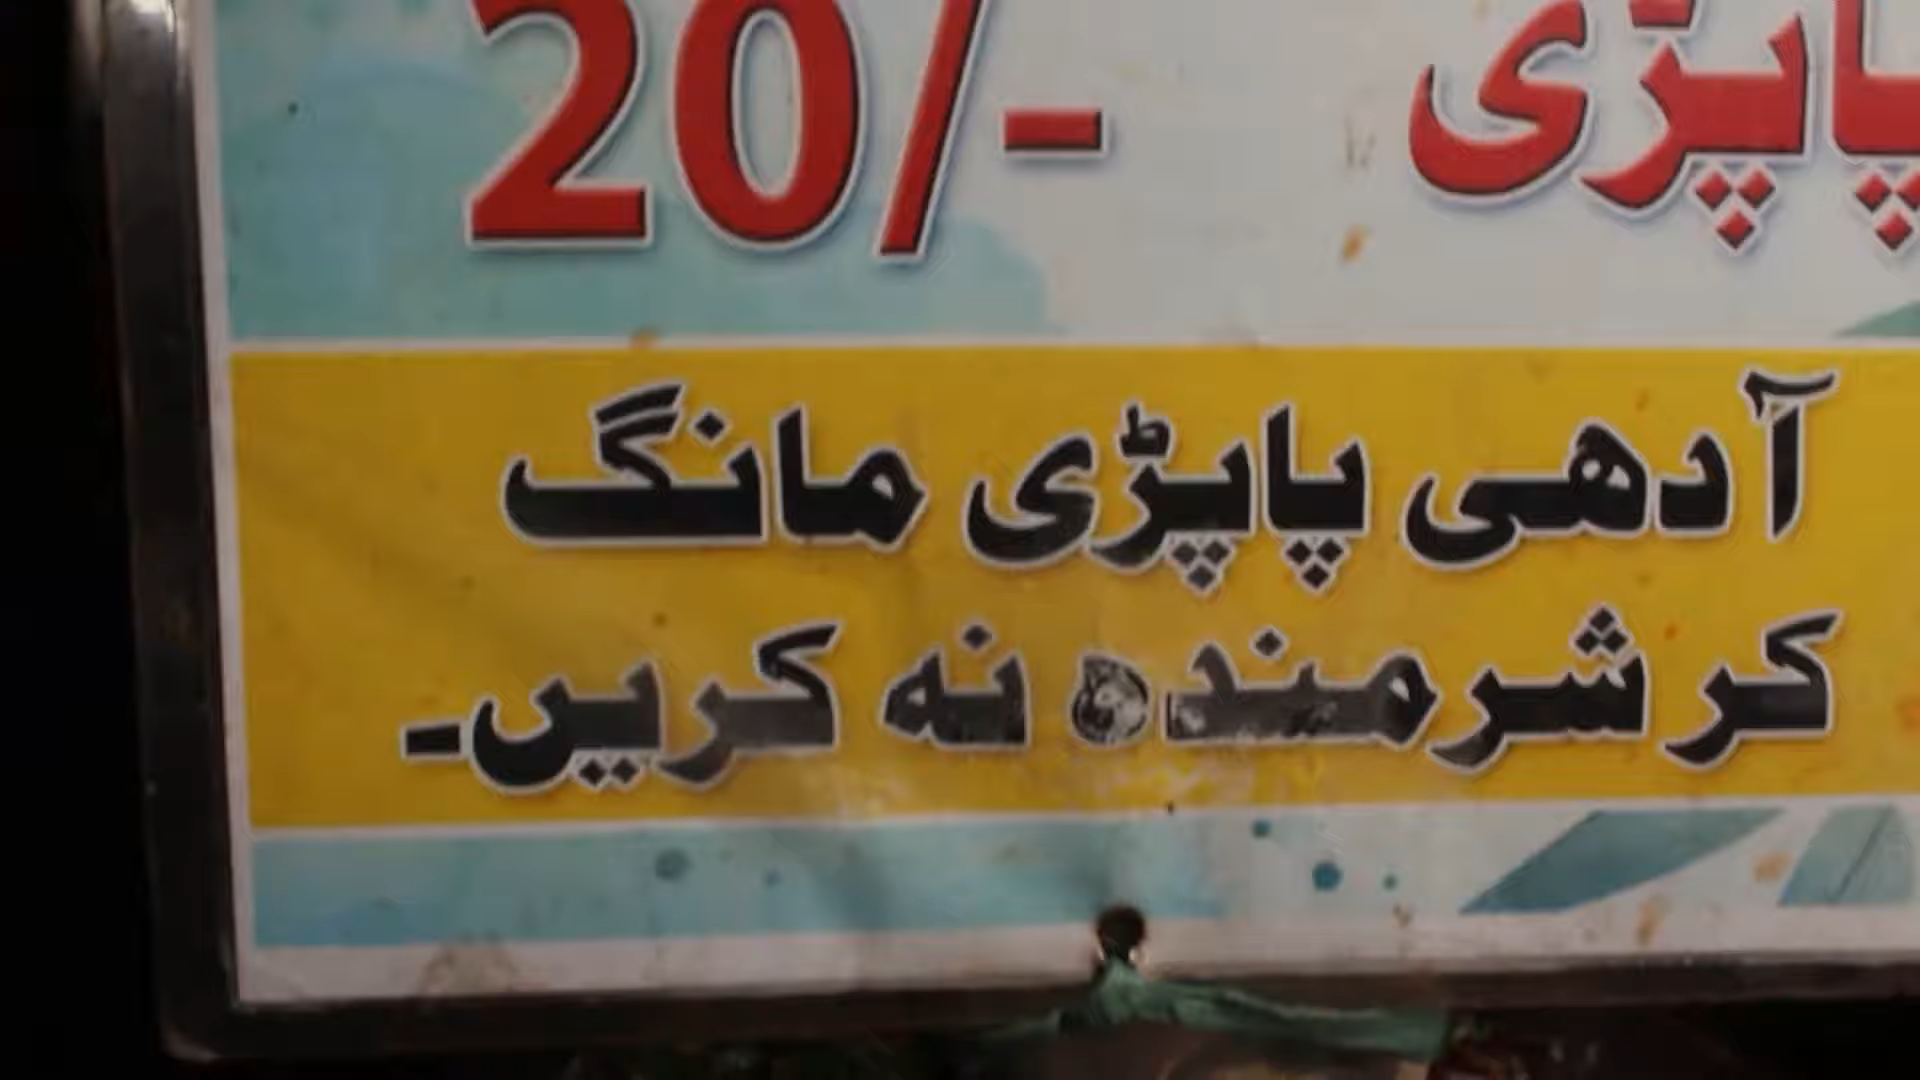 پاپڑی 20/-
آدھی پاپڑی مانگ
کر شرمندہ نہ کریں۔